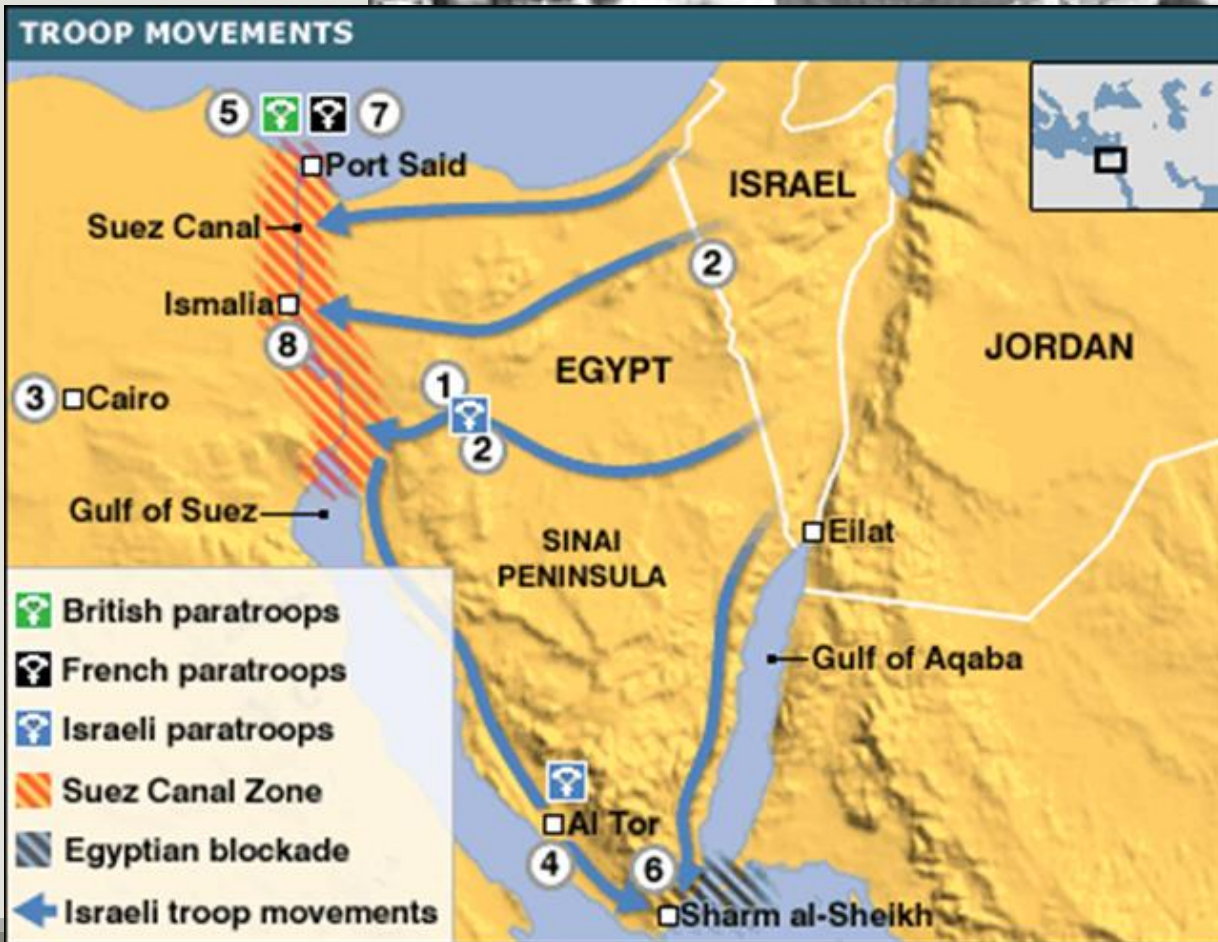 TROOP MOVEMENTS
5
7
Port Said
ISRAEL
Suez Canal
2
Ismalia
8
JORDAN
EGYPT
1
3
Cairo
2
Gulf of Suez
Eilat
SINAI
PENINSULA
British paratroops
Gulf of Aqaba
French paratroops
Israeli paratroops
Suez Canal Zone
Al Tor
Egyptian blockade
4
6
Israeli troop movements
Sharm al-Sheikh